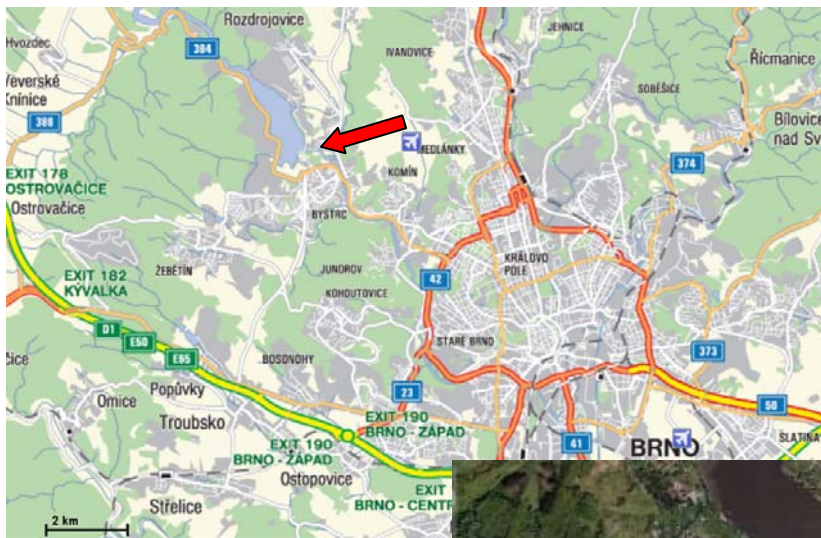 Rozdrojovice
Hvozdec
384
IVANOVICE
JEHNICE
Říčmanice
Veverské
Knínice
SOBĚŠICE
386
Bílovice
nad Sv
MEDLÁNKY
374
EXIT 178
OSTROVAČICE
Ostrovačice
KOMÍN
BYSTRC
ŽEBĚTÍN
EXIT 182
KÝVALKA
JUNDROV
42
KRÁLOVO
POLE
KOHOUTOVICE
D1
E50
E65
STARÉ BRNO
373
čice
BOSONOHY
Omice
Popůvky
23
50
Troubsko
EXIT 190
BRNO - ZÁPAD
EXIT 190
BRNO - ZÁPAD
41
BRNO
SLATINA
Ostopovice
EXIT
BRNO - CENTR
Střelice
2 km